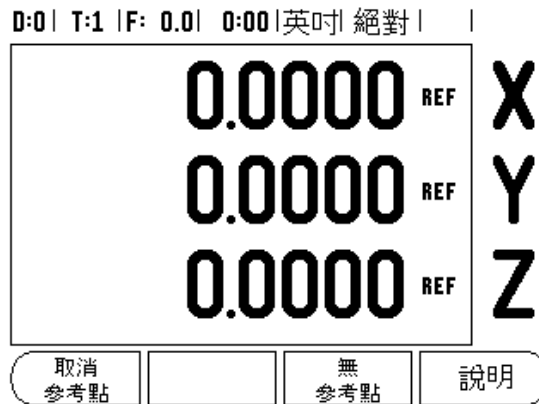 D:0 | T:1 | F: 0.0 | 0:00 | 英吋 | 絕對 |
0.0000 REF X
0.0000 REF Y
0.0000 REF Z
取消
參考點
無
參考點
說明